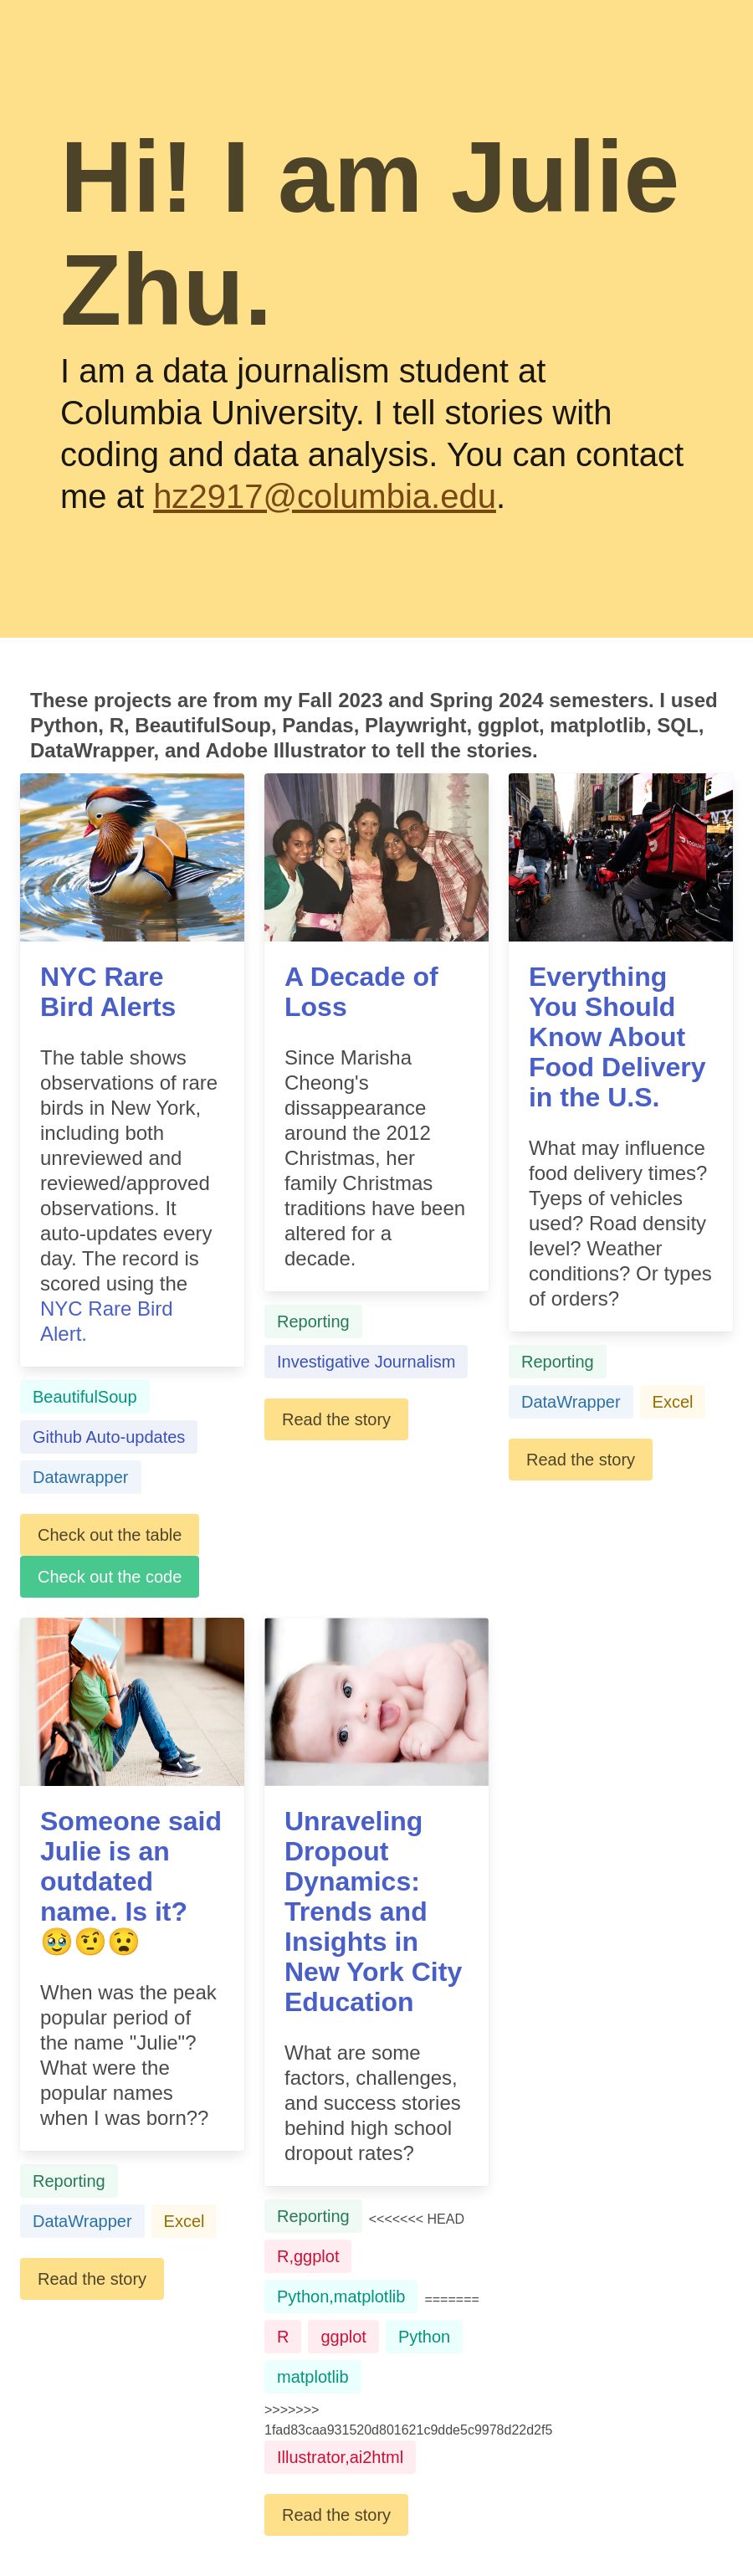 Hi! I am Julie
Zhu.
I am a data journalism student at
Columbia University. I tell stories with
coding and data analysis. You can contact
me at hz2917@columbia.edu.
These projects are from my Fall 2023 and Spring 2024 semesters. I used
Python, R, BeautifulSoup, Pandas, Playwright, ggplot, matplotlib, SQL,
DataWrapper, and Adobe Illustrator to tell the stories.
NYC Rare
Bird Alerts
The table shows
observations of rare
birds in New York,
including both
unreviewed and
reviewed/approved
observations. It
auto-updates every
day. The record is
scored using the
NYC Rare Bird
Alert.
BeautifulSoup
Github Auto-updates
Datawrapper
Check out the table
Check out the code
A Decade of
Loss
Since Marisha
Cheong's
dissappearance
around the 2012
Christmas, her
family Christmas
traditions have been
altered for a
decade.
Reporting
Investigative Journalism
Read the story
Everything
You Should
Know About
Food Delivery
in the U.S.
What may influence
food delivery times?
Tyeps of vehicles
used? Road density
level? Weather
conditions? Or types
of orders?
Reporting
DataWrapper Excel
Read the story
Someone said
Julie is an
outdated
name. Is it?
🥹🤨😧
When was the peak
popular period of
the name "Julie"?
What were the
popular names
when I was born??
Reporting
DataWrapper Excel
Read the story
Unraveling
Dropout
Dynamics:
Trends and
Insights in
New York City
Education
What are some
factors, challenges,
and success stories
behind high school
dropout rates?
Reporting <<<<<<< HEAD
R,ggplot
Python,matplotlib =======
R ggplot Python
matplotlib
>>>>>>>
1fad83caa931520d801621c9dde5c9978d22d2f5
Illustrator,ai2html
Read the story